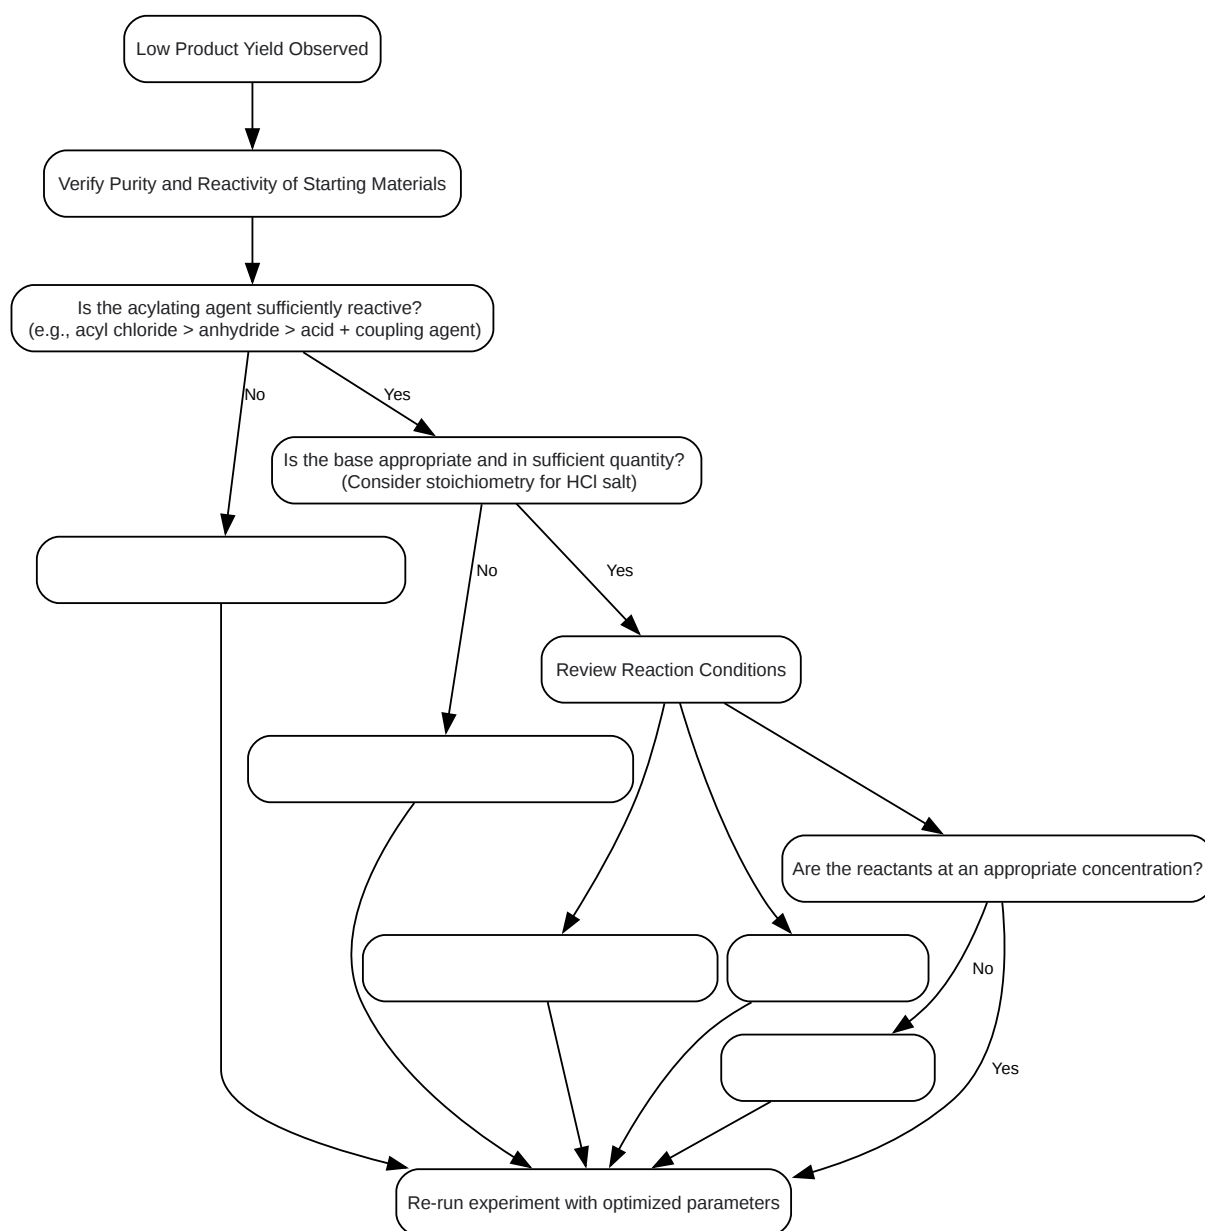 Low Product Yield Observed
Verify Purity and Reactivity of Starting Materials
Is the acylating agent sufficiently reactive?
(e.g., acyl chloride > anhydride > acid + coupling agent)
No
Yes
Is the base appropriate and in sufficient quantity?
(Consider stoichiometry for HCl salt)
No
Yes
Review Reaction Conditions
Are the reactants at an appropriate concentration?
No
Yes
Re-run experiment with optimized parameters